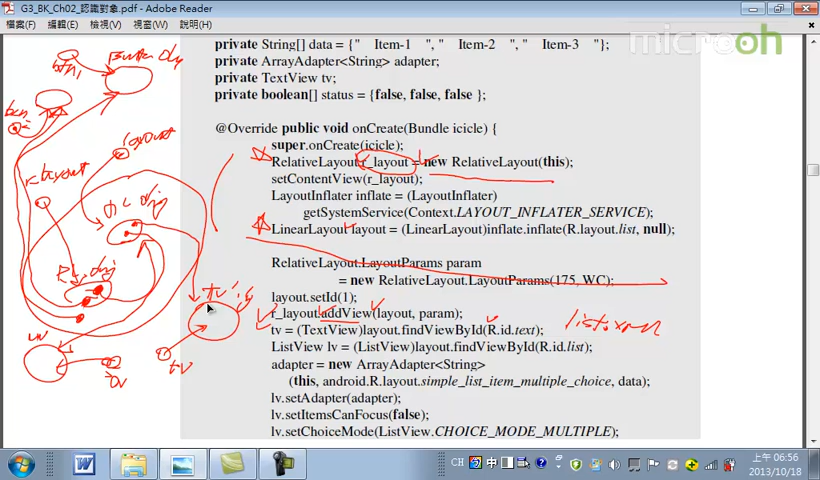 G3_BK_Ch02_認識對象.pdf - Adobe Reader
檔案(F) 編輯(E) 檢視(V) 視窗(W) 說明(H)
microoh
private String[] data = {"   Item-1   ", "   Item-2   ", "   Item-3   "};
private ArrayAdapter<String> adapter;
private TextView tv;
private boolean[] status = {false, false, false };
@Override public void onCreate(Bundle icicle) {
super.onCreate(icicle);
RelativeLayout r_layout = new RelativeLayout(this);
setContentView(r_layout);
LayoutInflater inflate = (LayoutInflater)
getSystemService(Context.LAYOUT_INFLATER_SERVICE);
LinearLayout layout = (LinearLayout)inflate.inflate(R.layout.list, null);
RelativeLayout.LayoutParams param
= new RelativeLayout.LayoutParams(175, WC);
layout.setId(1);
r_layout.addView(layout, param);
tv = (TextView)layout.findViewById(R.id.text);
ListView lv = (ListView)layout.findViewById(R.id.list);
adapter = new ArrayAdapter<String>
(this, android.R.layout.simple_list_item_multiple_choice, data);
lv.setAdapter(adapter);
lv.setItemsCanFocus(false);
lv.setChoiceMode(ListView.CHOICE_MODE_MULTIPLE);
layout
r_layout
tv
lv
CH 中
上午 06:56
2013/10/18